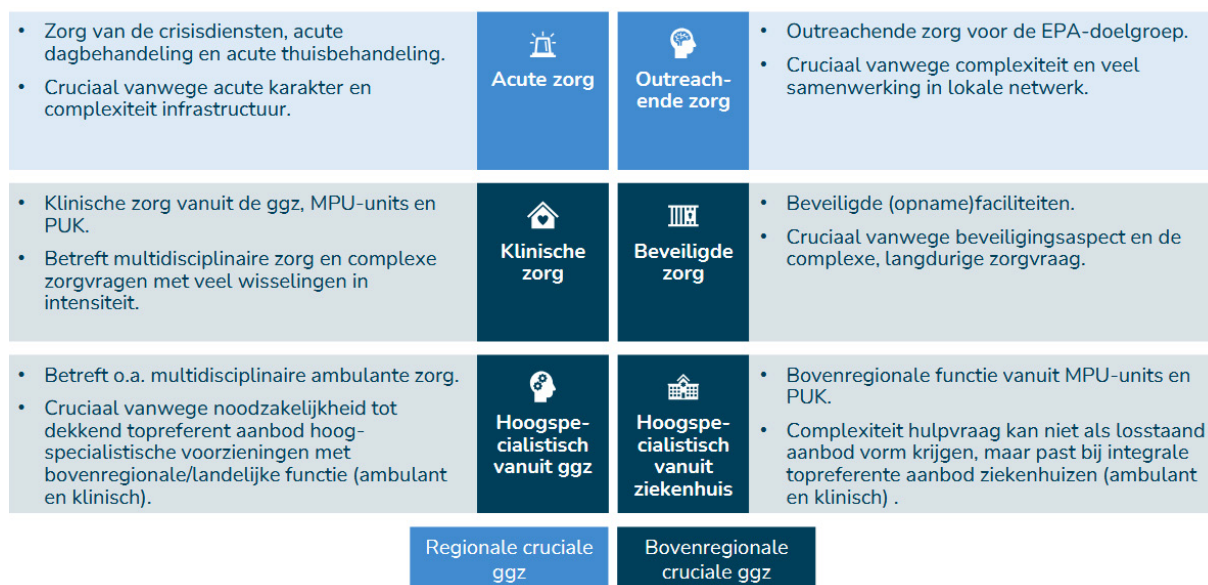 • Zorg van de crisisdiensten, acute
dagbehandeling en acute thuisbehandeling.
• Cruciaal vanwege acute karakter en
complexiteit infrastructuur.
Acute zorg
Outreach-
ende zorg
• Outreachende zorg voor de EPA-doelgroep.
• Cruciaal vanwege complexiteit en veel
samenwerking in lokale netwerk.
• Klinische zorg vanuit de ggz, MPU-units en
PUK.
• Betreft multidisciplinaire zorg en complexe
zorgvragen met veel wisselingen in
intensiteit.
Klinische
zorg
Beveiligde
zorg
• Beveiligde (opname)faciliteiten.
• Cruciaal vanwege beveiligingsaspect en de
complexe, langdurige zorgvraag.
• Betreft o.a. multidisciplinaire ambulante zorg.
• Cruciaal vanwege noodzakelijkheid tot
dekkend topreferent aanbod hoog-
specialistische voorzieningen met
bovenregionale/landelijke functie (ambulant
en klinisch).
Hoogspe-
cialistisch
vanuit ggz
Hoogspe-
cialistisch
vanuit
ziekenhuis
• Bovenregionale functie vanuit MPU-units en
PUK.
• Complexiteit hulpvraag kan niet als losstaand
aanbod vorm krijgen, maar past bij integrale
topreferente aanbod ziekenhuizen (ambulant
en klinisch) .
Regionale cruciale
ggz
Bovenregionale
cruciale ggz